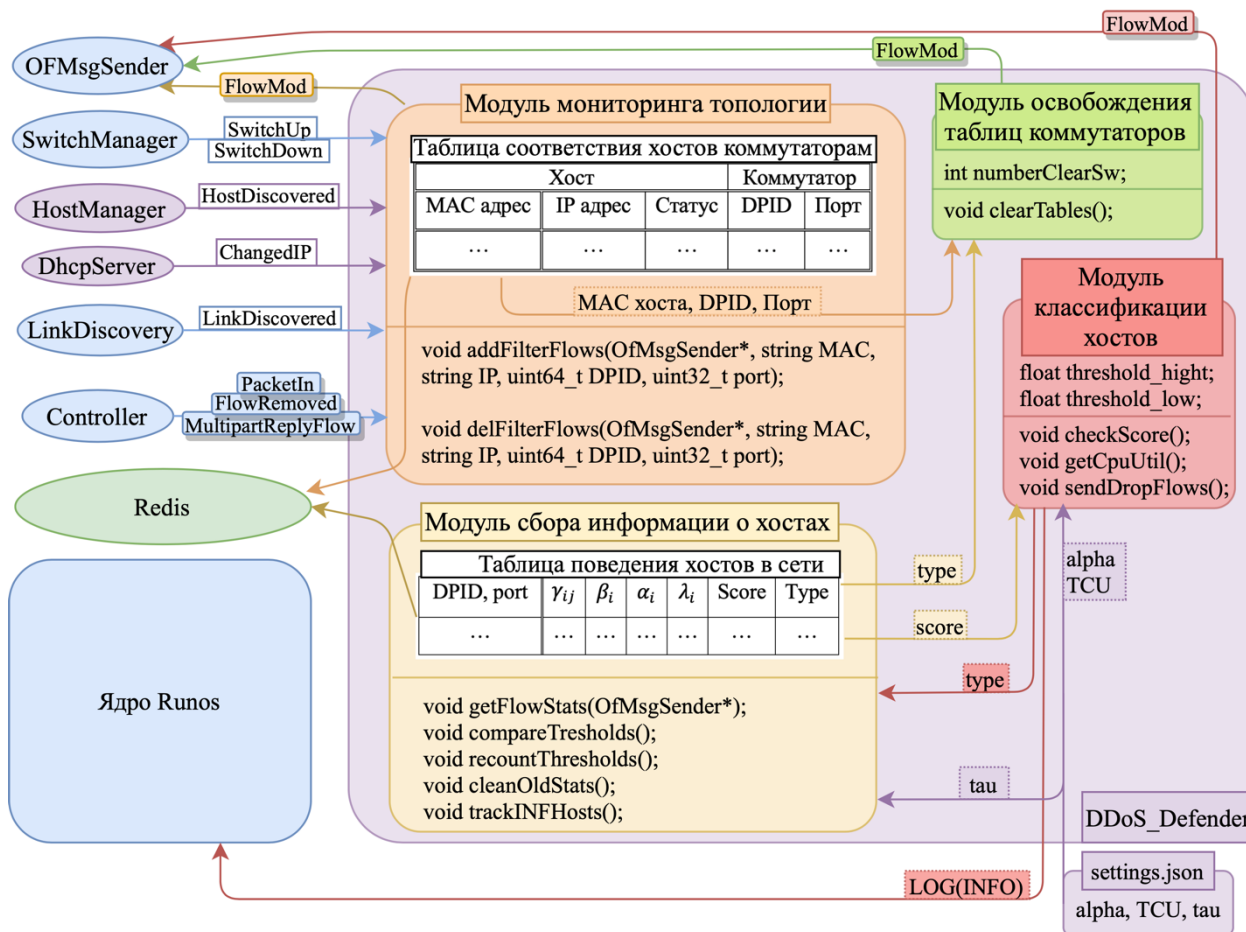 OFMsgSender
FlowMod
FlowMod
FlowMod
SwitchManager
SwitchUp
SwitchDown
HostManager
HostDiscovered
DhcpServer
ChangedIP
LinkDiscovery
LinkDiscovered
Controller
PacketIn
FlowRemoved
MultipartReplyFlow
Redis
Ядро Runos
Модуль мониторинга топологии
Таблица соответствия хостов коммутаторам
Хост Коммутатор
MAC адрес IP адрес Статус DPID Порт
... ... ... ... ...
MAC хоста, DPID, Порт
void addFilterFlows(OfMsgSender*, string MAC,
string IP, uint64_t DPID, uint32_t port);
void delFilterFlows(OfMsgSender*, string MAC,
string IP, uint64_t DPID, uint32_t port);
Модуль освобождения
таблиц коммутаторов
int numberClearSw;
void clearTables();
Модуль
классификации
хостов
float threshold_hight;
float threshold_low;
void checkScore();
void getCpuUtil();
void sendDropFlows();
Модуль сбора информации о хостах
Таблица поведения хостов в сети
DPID, port γij βi αi λi Score Type
... ... ... ... ... ... ...
void getFlowStats(OfMsgSender*);
void compareTresholds();
void recountThresholds();
void cleanOldStats();
void trackINFHosts();
type
score
type
alpha
TCU
tau
DDoS_Defender
LOG(INFO)
settings.json
alpha, TCU, tau